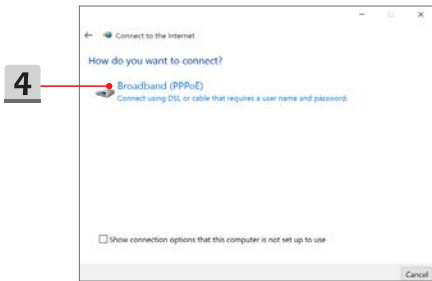 Connect to the Internet
How do you want to connect?
4
Broadband (PPPoE)
Connect using DSL or cable that requires a user name and password.
Show connection options that this computer is not set up to use
Cancel